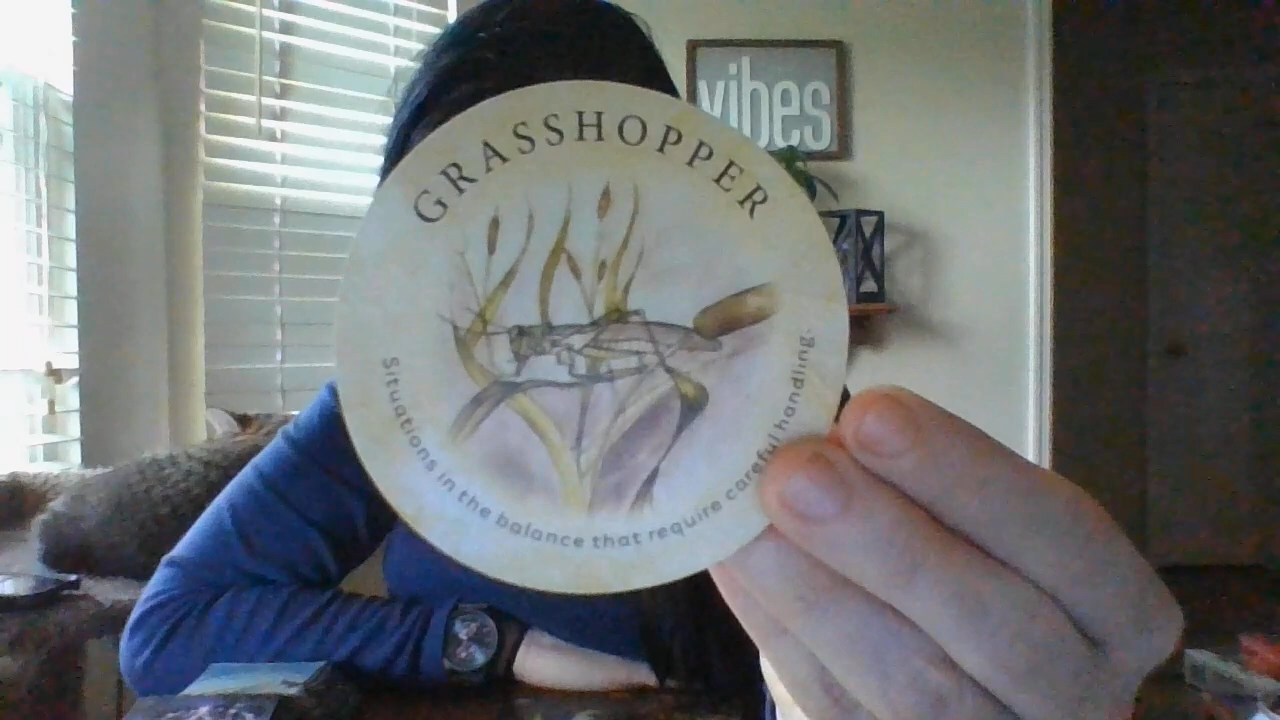 vibes
GRASSHOPPER
Situations in the balance that require careful handling.